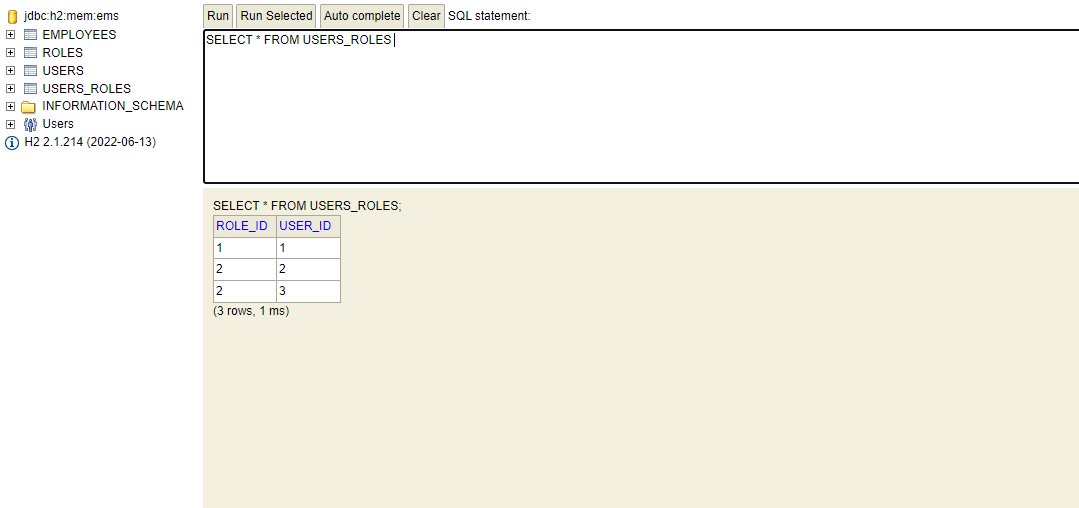 jdbc:h2:mem:ems
EMPLOYEES
ROLES
USERS
USERS_ROLES
INFORMATION_SCHEMA
Users
H2 2.1.214 (2022-06-13)
Run Run Selected Auto complete Clear SQL statement:
SELECT * FROM USERS_ROLES
SELECT * FROM USERS_ROLES;
ROLE_ID USER_ID
1 1
2 2
2 3
(3 rows, 1 ms)